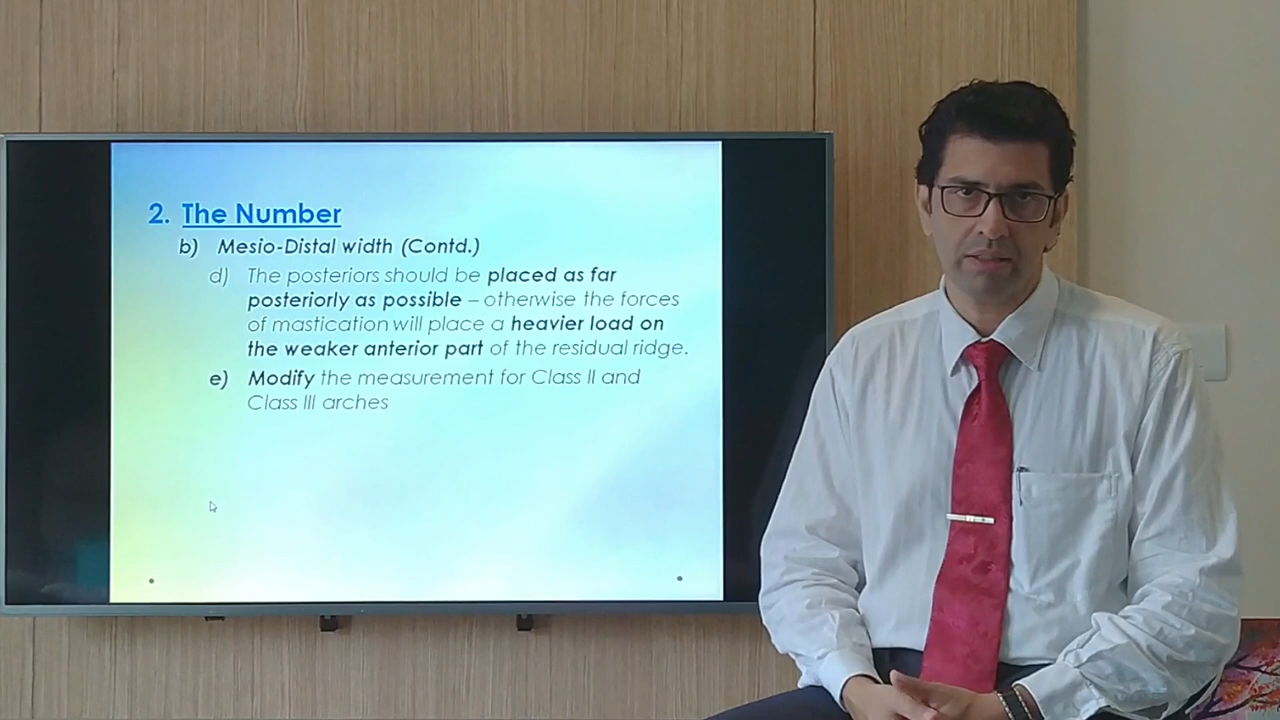 2. The Number
b) Mesio-Distal width (Contd.)
d) The posteriors should be placed as far
posteriorly as possible – otherwise the forces
of mastication will place a heavier load on
the weaker anterior part of the residual ridge.
e) Modify the measurement for Class II and
Class III arches